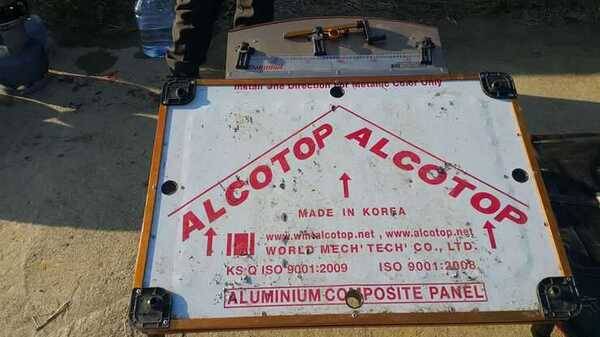 Install One Direction For Metallic Color Only
ALCOTOP
ALCOTOP
MADE IN KOREA
www.wmtalcotop.net , www.alcotop.net
WORLD MECH' TECH' CO., LTD.
KS Q ISO 9001:2009 ISO 9001:2008
ALUMINIUM COMPOSITE PANEL